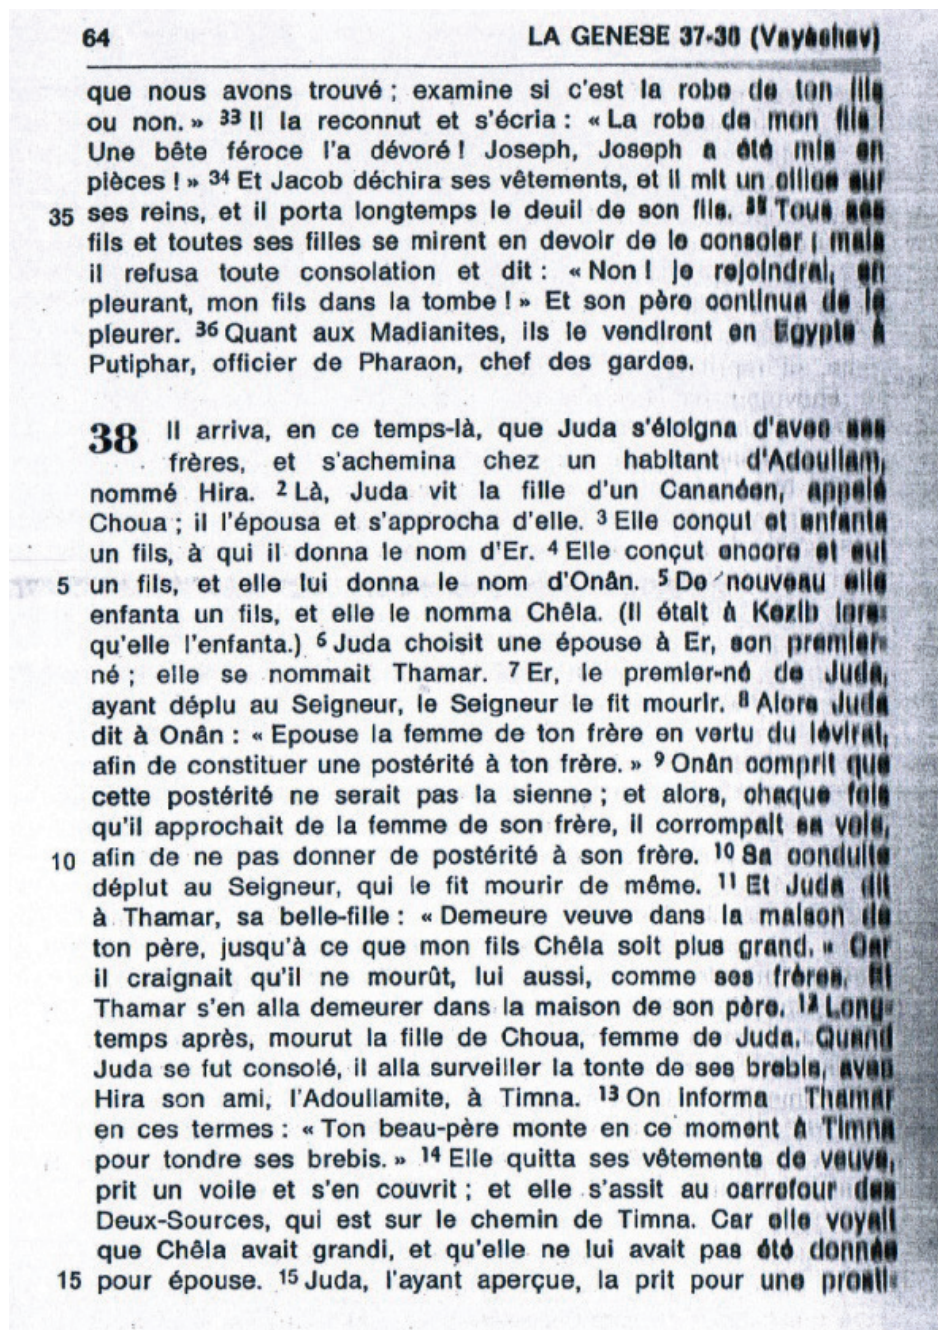 64 LA GENESE 37-38 (Vayéchev)
que nous avons trouvé ; examine si c'est la robe de ton fils
ou non. » 33 Il la reconnut et s'écria : « La robe de mon fils !
Une bête féroce l'a dévoré ! Joseph, Joseph a été mis en
pièces ! » 34 Et Jacob déchira ses vêtements, et il mit un cilice sur
35 ses reins, et il porta longtemps le deuil de son fils. 35 Tous ses
fils et toutes ses filles se mirent en devoir de le consoler ; mais
il refusa toute consolation et dit : « Non ! je rejoindrai, en
pleurant, mon fils dans la tombe ! » Et son père continua de le
pleurer. 36 Quant aux Madianites, ils le vendirent en Egypte à
Putiphar, officier de Pharaon, chef des gardes.
38 Il arriva, en ce temps-là, que Juda s'éloigna d'avec ses
frères, et s'achemina chez un habitant d'Adoullam,
nommé Hira. 2 Là, Juda vit la fille d'un Cananéen, appelé
Choua ; il l'épousa et s'approcha d'elle. 3 Elle conçut et enfanta
un fils, à qui il donna le nom d'Er. 4 Elle conçut encore et eut
5 un fils, et elle lui donna le nom d'Onân. 5 De nouveau elle
enfanta un fils, et elle le nomma Chêla. (Il était à Kezib lors-
qu'elle l'enfanta.) 6 Juda choisit une épouse à Er, son premier-
né ; elle se nommait Thamar. 7 Er, le premier-né de Juda,
ayant déplu au Seigneur, le Seigneur le fit mourir. 8 Alors Juda
dit à Onân : « Epouse la femme de ton frère en vertu du lévirat,
afin de constituer une postérité à ton frère. » 9 Onân comprit que
cette postérité ne serait pas la sienne ; et alors, chaque fois
qu'il approchait de la femme de son frère, il corrompait sa voie,
10 afin de ne pas donner de postérité à son frère. 10 Sa conduite
déplut au Seigneur, qui le fit mourir de même. 11 Et Juda dit
à Thamar, sa belle-fille : « Demeure veuve dans la maison de
ton père, jusqu'à ce que mon fils Chêla soit plus grand. » Car
il craignait qu'il ne mourût, lui aussi, comme ses frères. Et
Thamar s'en alla demeurer dans la maison de son père. 12 Long-
temps après, mourut la fille de Choua, femme de Juda. Quand
Juda se fut consolé, il alla surveiller la tonte de ses brebis, avec
Hira son ami, l'Adoullamite, à Timna. 13 On informa Thamar
en ces termes : « Ton beau-père monte en ce moment à Timna
pour tondre ses brebis. » 14 Elle quitta ses vêtements de veuve,
prit un voile et s'en couvrit ; et elle s'assit au carrefour des
Deux-Sources, qui est sur le chemin de Timna. Car elle voyait
que Chêla avait grandi, et qu'elle ne lui avait pas été donnée
15 pour épouse. 15 Juda, l'ayant aperçue, la prit pour une prosti-